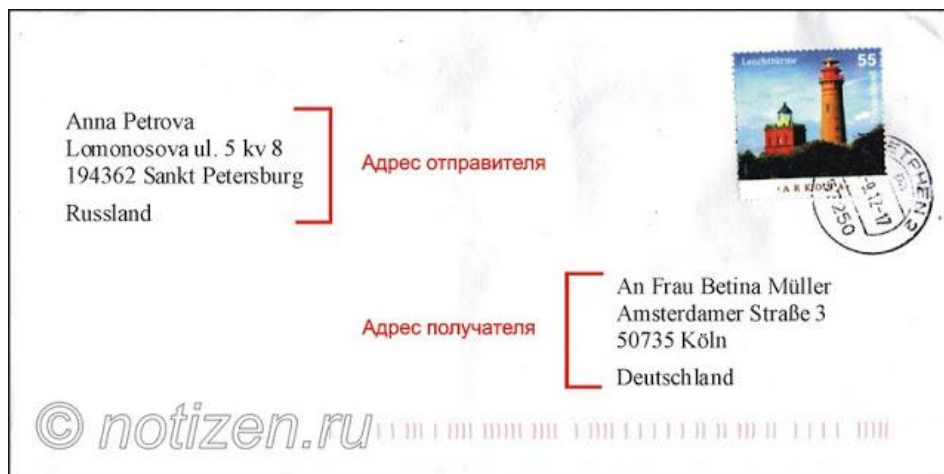 Leuchttürme 55
Anna Petrova
Lomonosova ul. 5 kv 8
194362 Sankt Petersburg
Russland
Адрес отправителя
An Frau Betina Müller
Amsterdamer Straße 3
50735 Köln
Deutschland
Адрес получателя
© notizen.ru